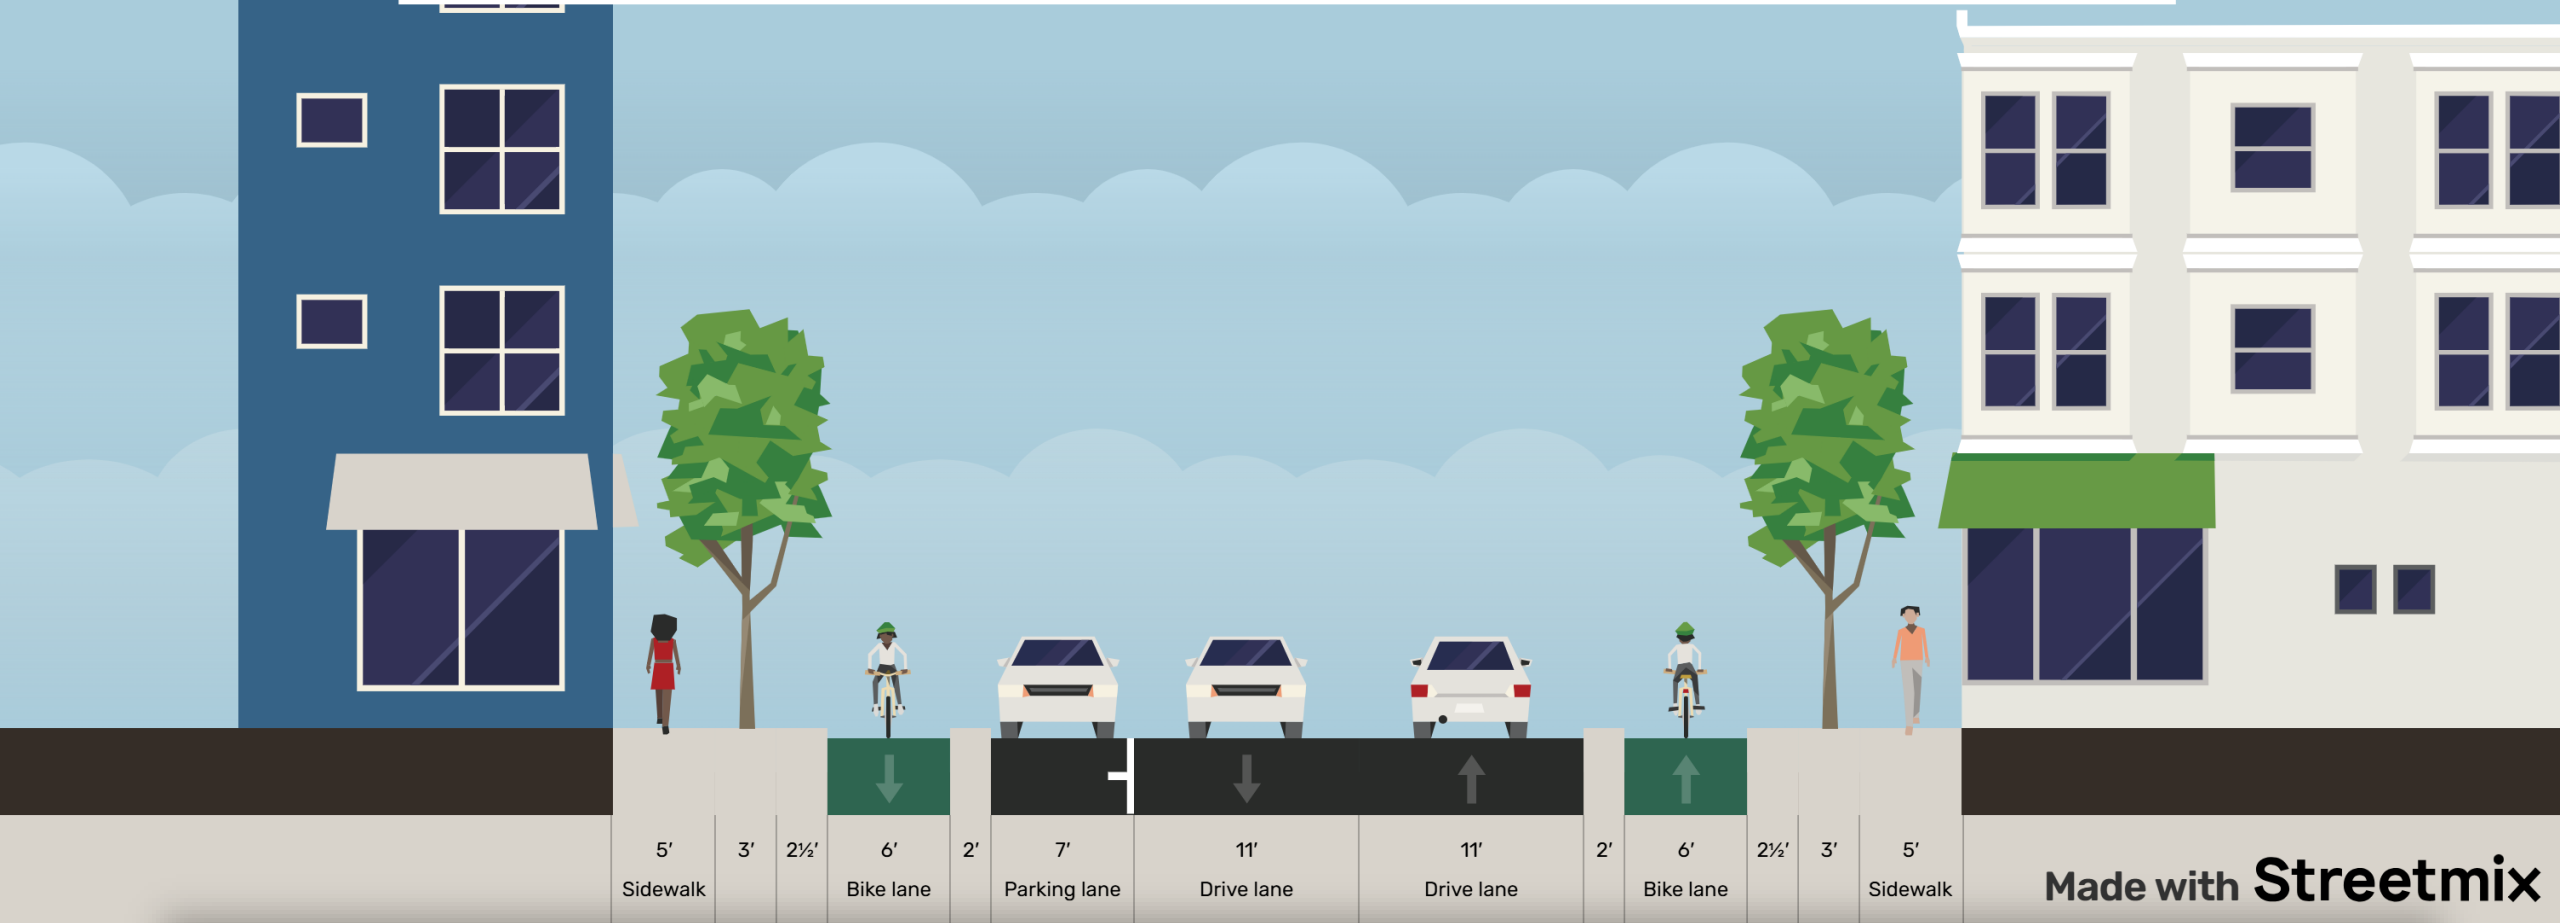 5′ 3′ 2½′ 6′ 2′ 7′ 11′ 11′ 2′ 6′ 2½′ 3′ 5′
Sidewalk Bike lane Parking lane Drive lane Drive lane Bike lane Sidewalk
Made with Streetmix